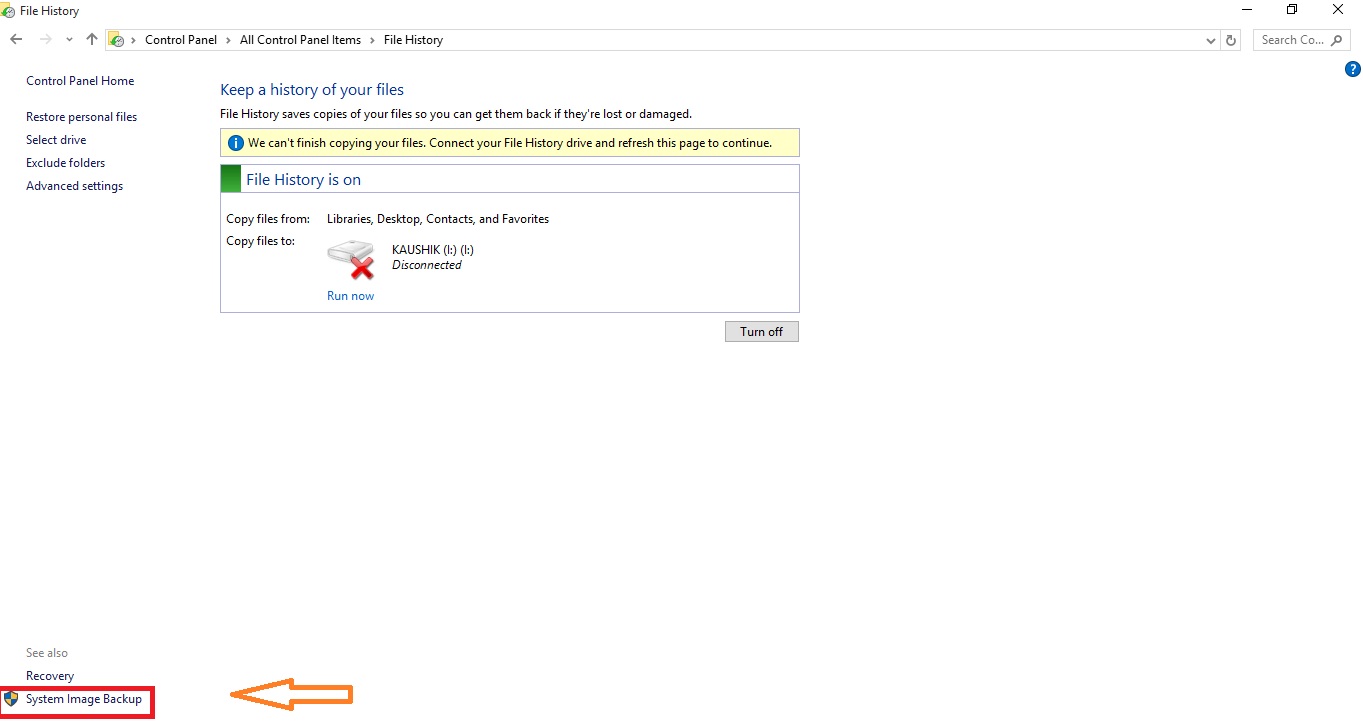 File History
Control Panel > All Control Panel Items > File History
Search Co...
?
Control Panel Home
Restore personal files
Select drive
Exclude folders
Advanced settings
Keep a history of your files
File History saves copies of your files so you can get them back if they're lost or damaged.
i We can't finish copying your files. Connect your File History drive and refresh this page to continue.
File History is on
Copy files from: Libraries, Desktop, Contacts, and Favorites
Copy files to: KAUSHIK (I:) (I:)
Disconnected
Run now
Turn off
See also
Recovery
System Image Backup